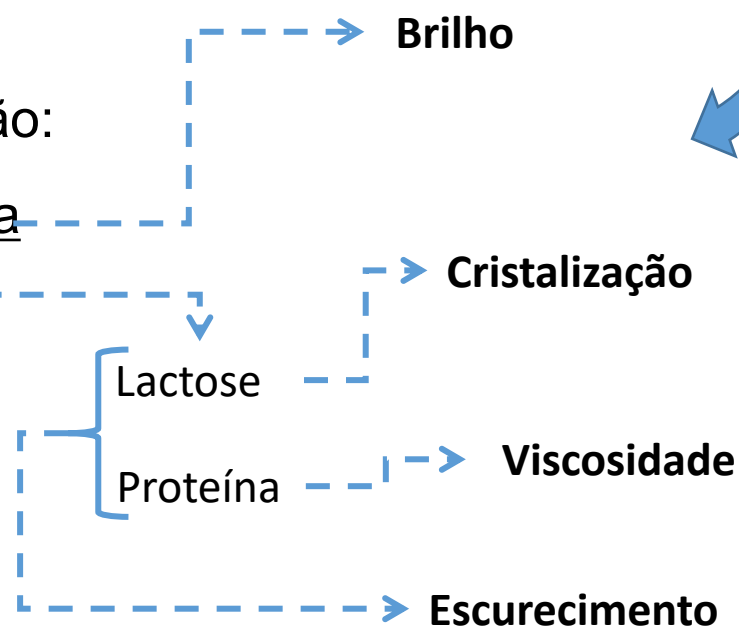 Brilho
ão:
a
Cristalização
Lactose
Viscosidade
Proteína
Escurecimento